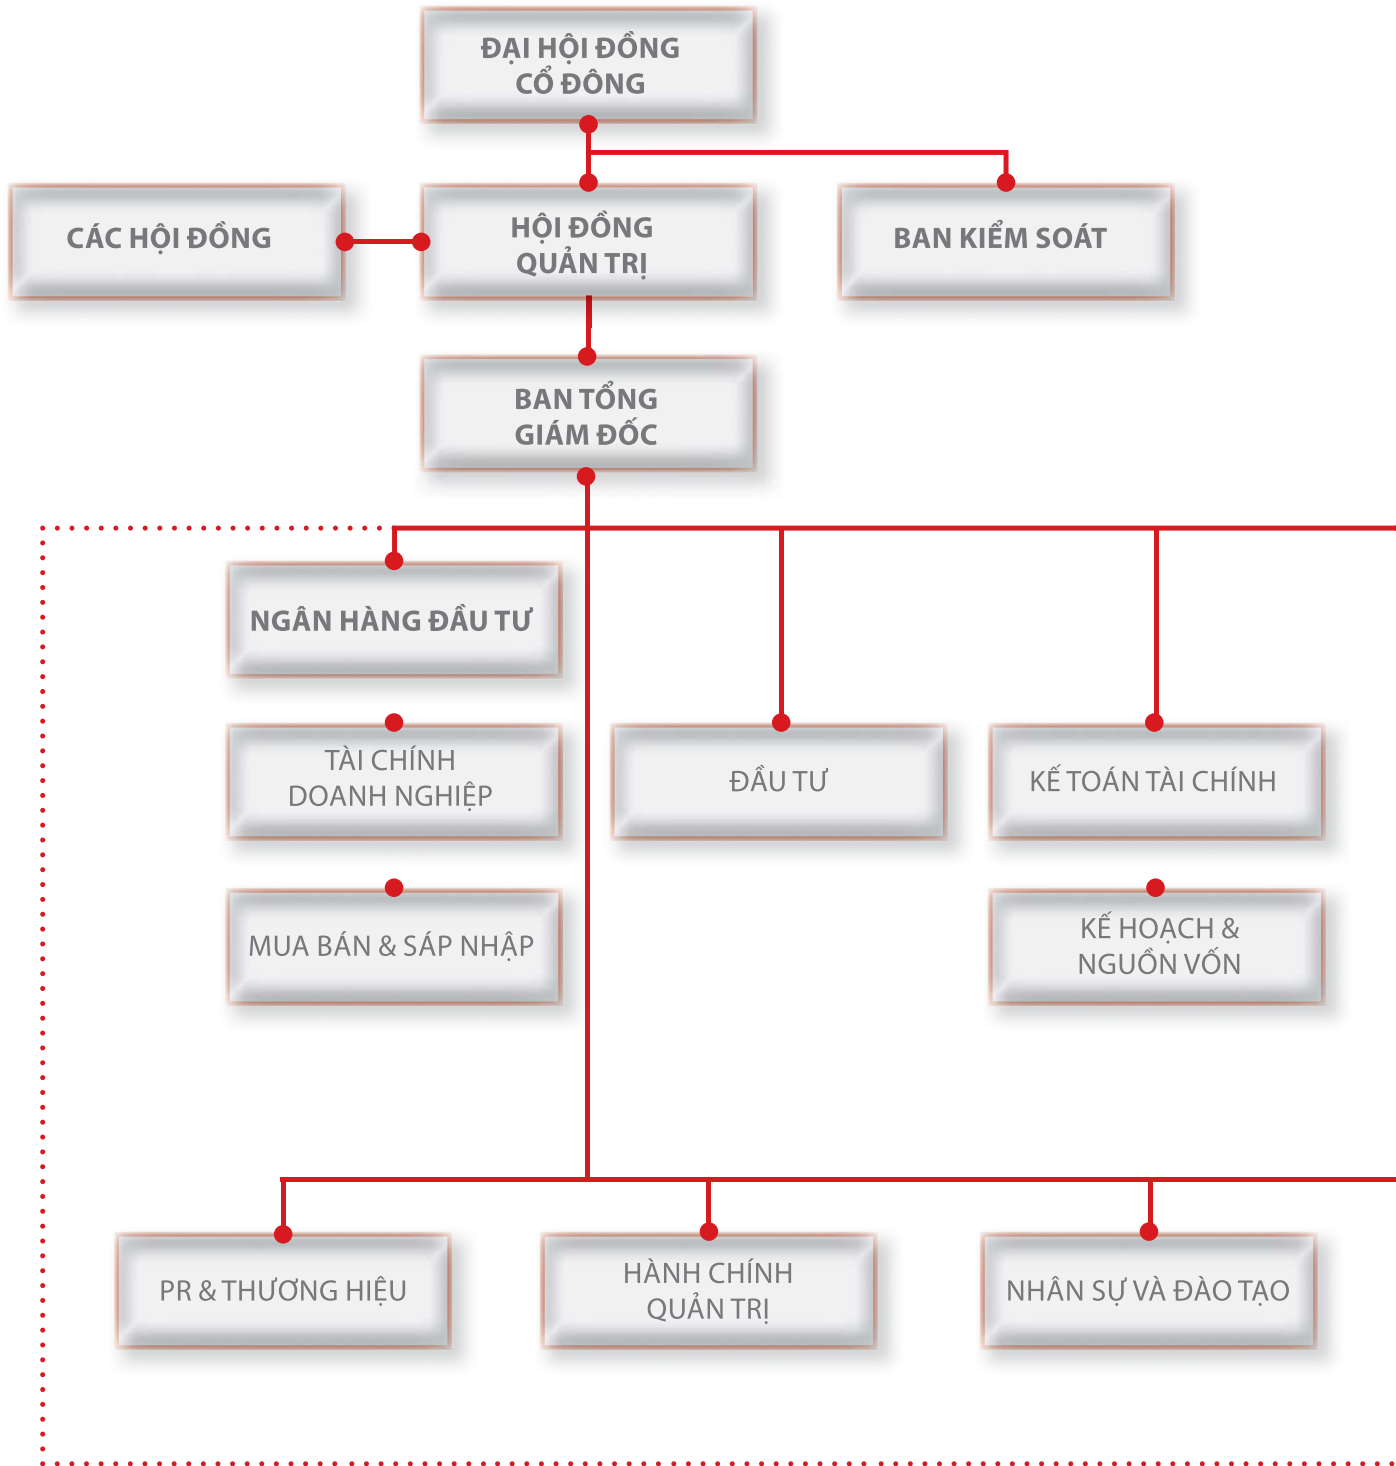 ĐẠI HỘI ĐỒNG
CỔ ĐÔNG
CÁC HỘI ĐỒNG
HỘI ĐỒNG
QUẢN TRỊ
BAN KIỂM SOÁT
BAN TỔNG
GIÁM ĐỐC
NGÂN HÀNG ĐẦU TƯ
TÀI CHÍNH
DOANH NGHIỆP
ĐẦU TƯ
KẾ TOÁN TÀI CHÍNH
MUA BÁN & SÁP NHẬP
KẾ HOẠCH &
NGUỒN VỐN
PR & THƯƠNG HIỆU
HÀNH CHÍNH
QUẢN TRỊ
NHÂN SỰ VÀ ĐÀO TẠO